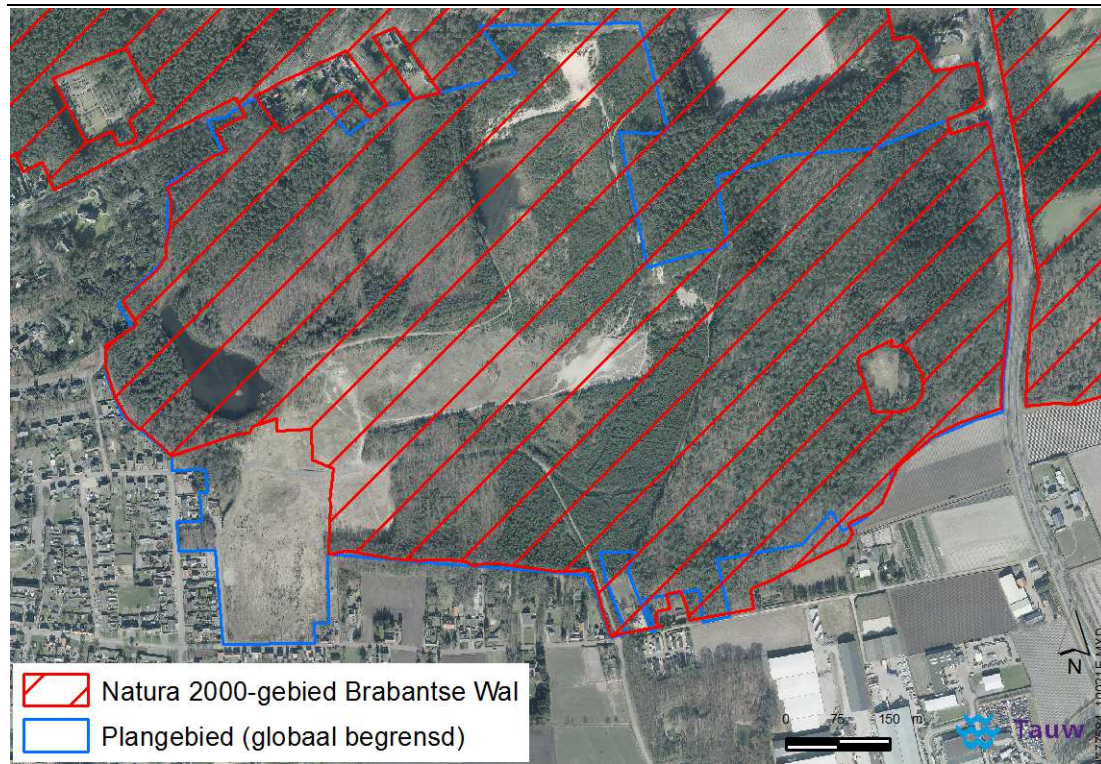 Natura 2000-gebied Brabantse Wal
Plangebied (globaal begrensd)
0 75 150 m
N
Tauw